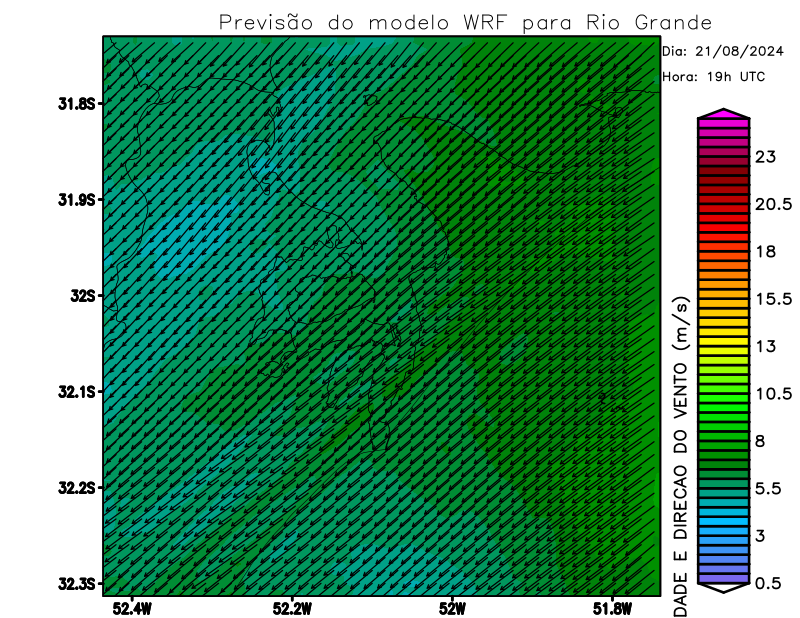 Previsão do modelo WRF para Rio Grande
Dia: 21/08/2024
Hora: 19h UTC
31.8S
31.9S
32S
32.1S
32.2S
32.3S
52.4W
52.2W
52W
51.8W
DADE E DIRECAO DO VENTO (m/s)
23
20.5
18
15.5
13
10.5
8
5.5
3
0.5